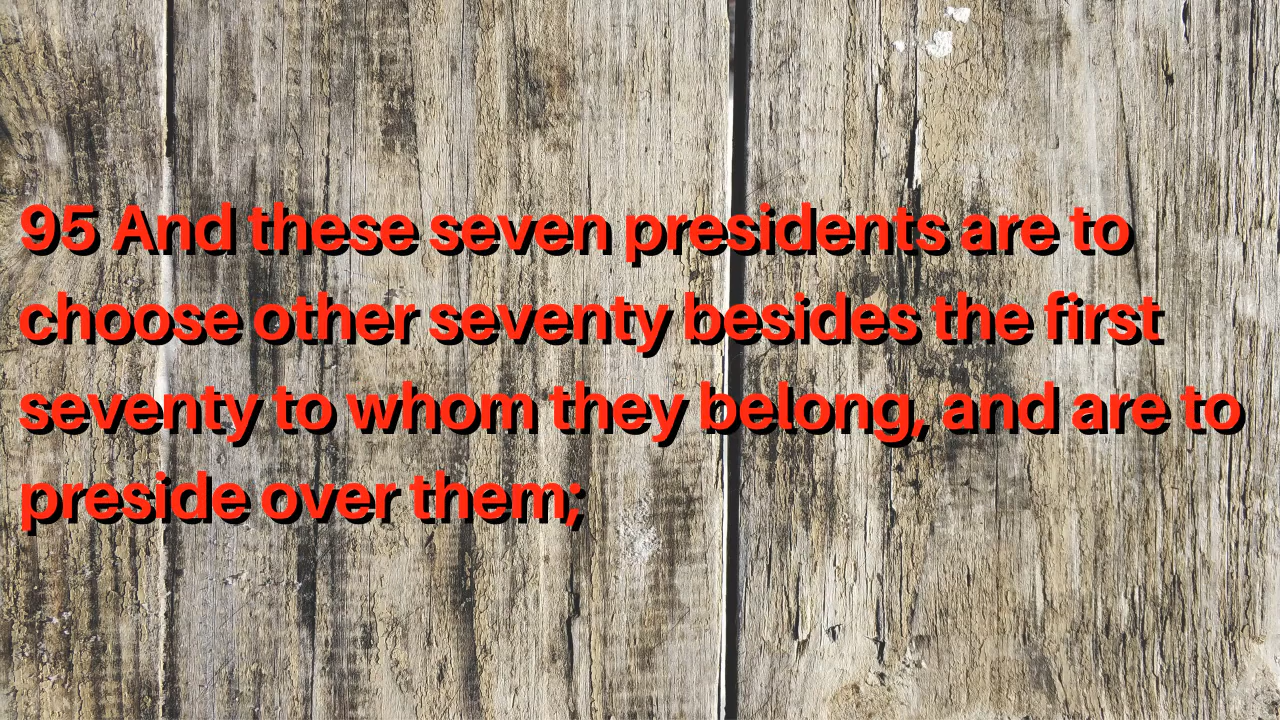 95 And these seven presidents are to
choose other seventy besides the first
seventy to whom they belong, and are to
preside over them;